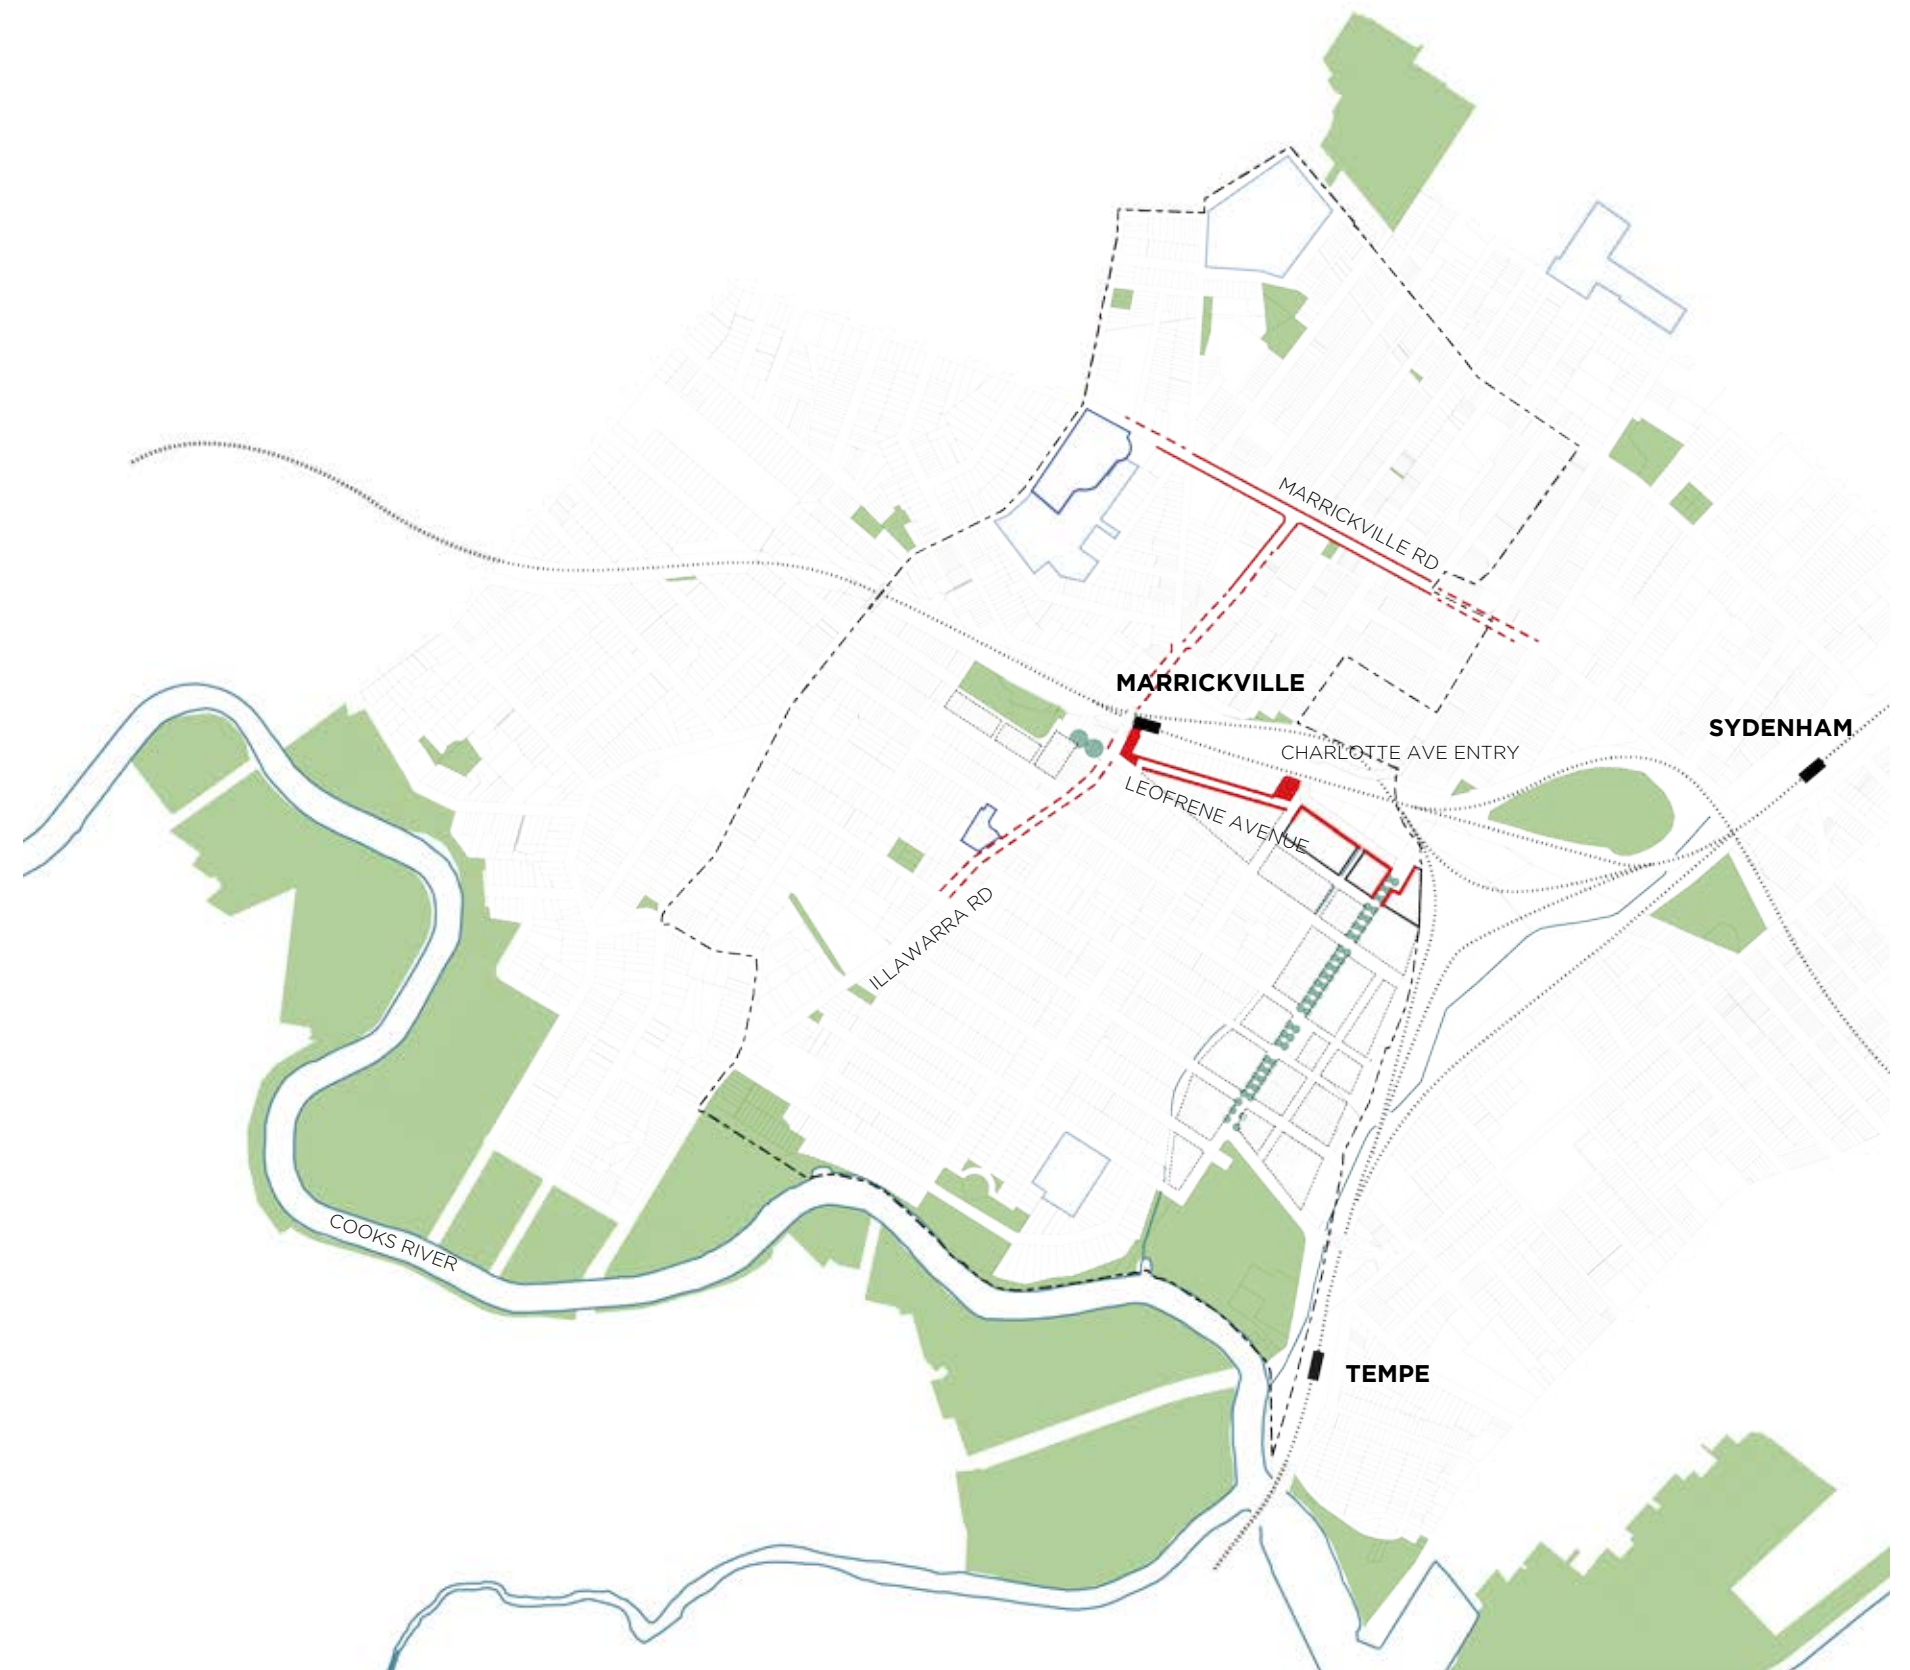 MARRICKVILLE RD
MARRICKVILLE
SYDENHAM
CHARLOTTE AVE ENTRY
LEOFRENE AVENUE
ILLAWARRA RD
COOKS RIVER
TEMPE